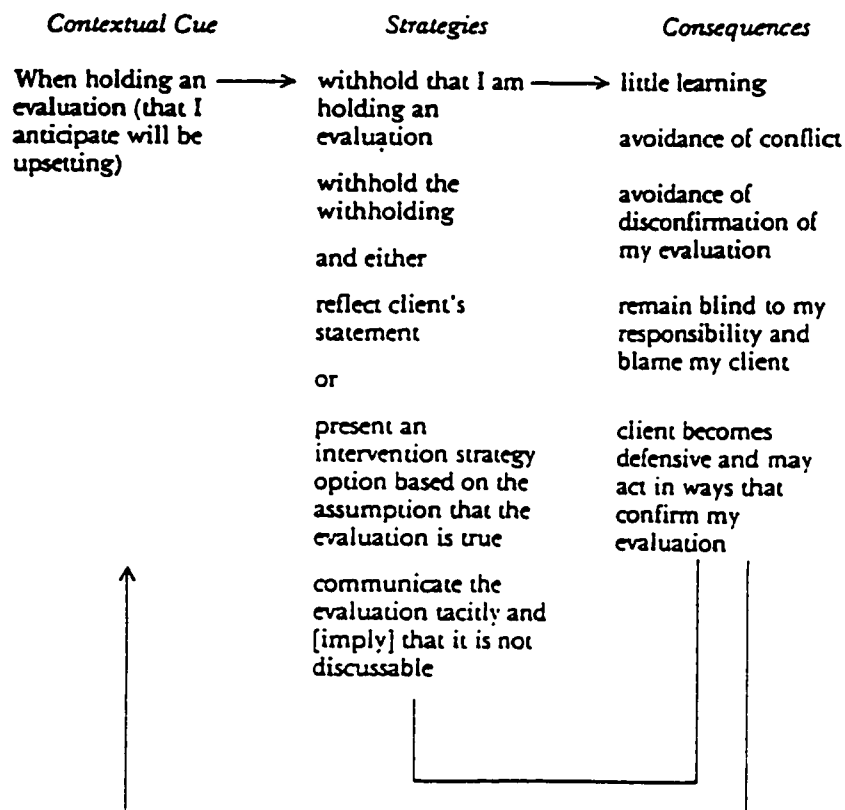 Contextual Cue
Strategies
Consequences
When holding an
evaluation (that I
anticipate will be
upsetting)
withhold that I am
holding an
evaluation
withhold the
withholding
and either
reflect client's
statement
or
present an
intervention strategy
option based on the
assumption that the
evaluation is true
communicate the
evaluation tacitly and
[imply] that it is not
discussable
little learning
avoidance of conflict
avoidance of
disconfirmation of
my evaluation
remain blind to my
responsibility and
blame my client
client becomes
defensive and may
act in ways that
confirm my
evaluation